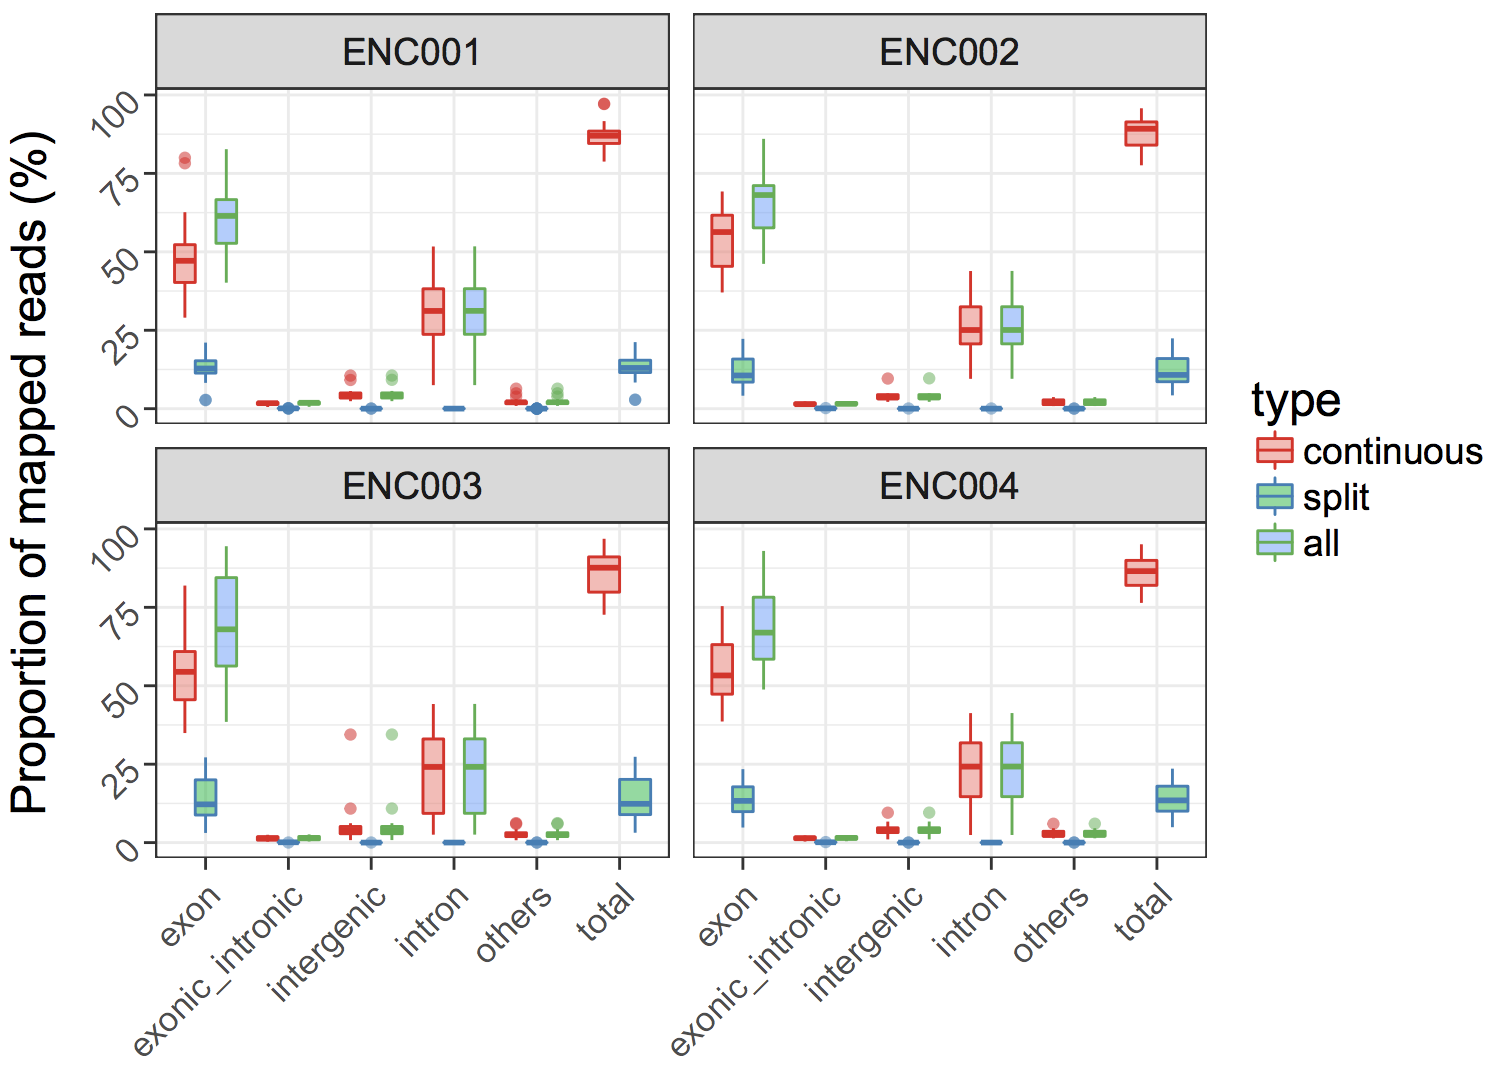 ENC001
ENC002
100
75
50
25
0
ENC003
ENC004
100
75
50
25
0
Proportion of mapped reads (%)
exon
exonic_intronic
intergenic
intron
others
total
exon
exonic_intronic
intergenic
intron
others
total
type
continuous
split
all